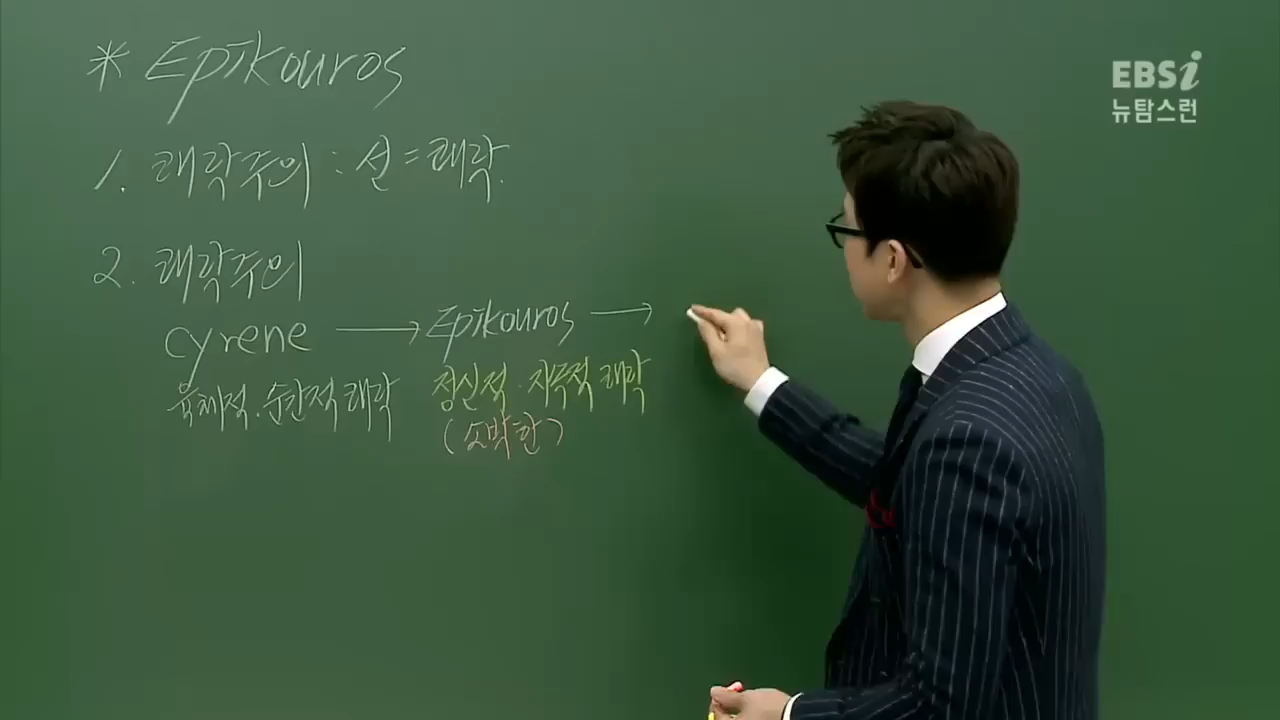 * Epikouros
1. 쾌락주의 : 선 = 쾌락.
2. 쾌락주의
cyrene → Epikouros →
육체적·순간적 쾌락 정신적·지속적 쾌락
(소박한)
EBSi
뉴탐스런